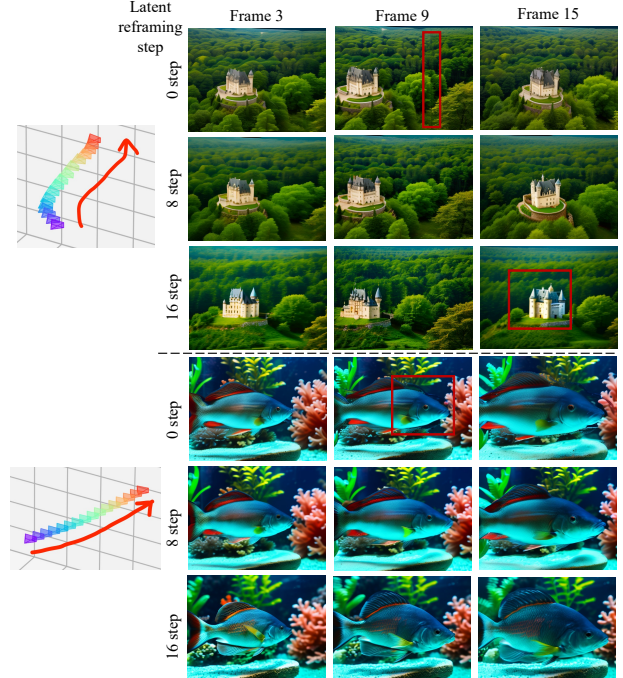 Latent
reframing
step
Frame 3
Frame 9
Frame 15
0 step
8 step
16 step
0 step
8 step
16 step